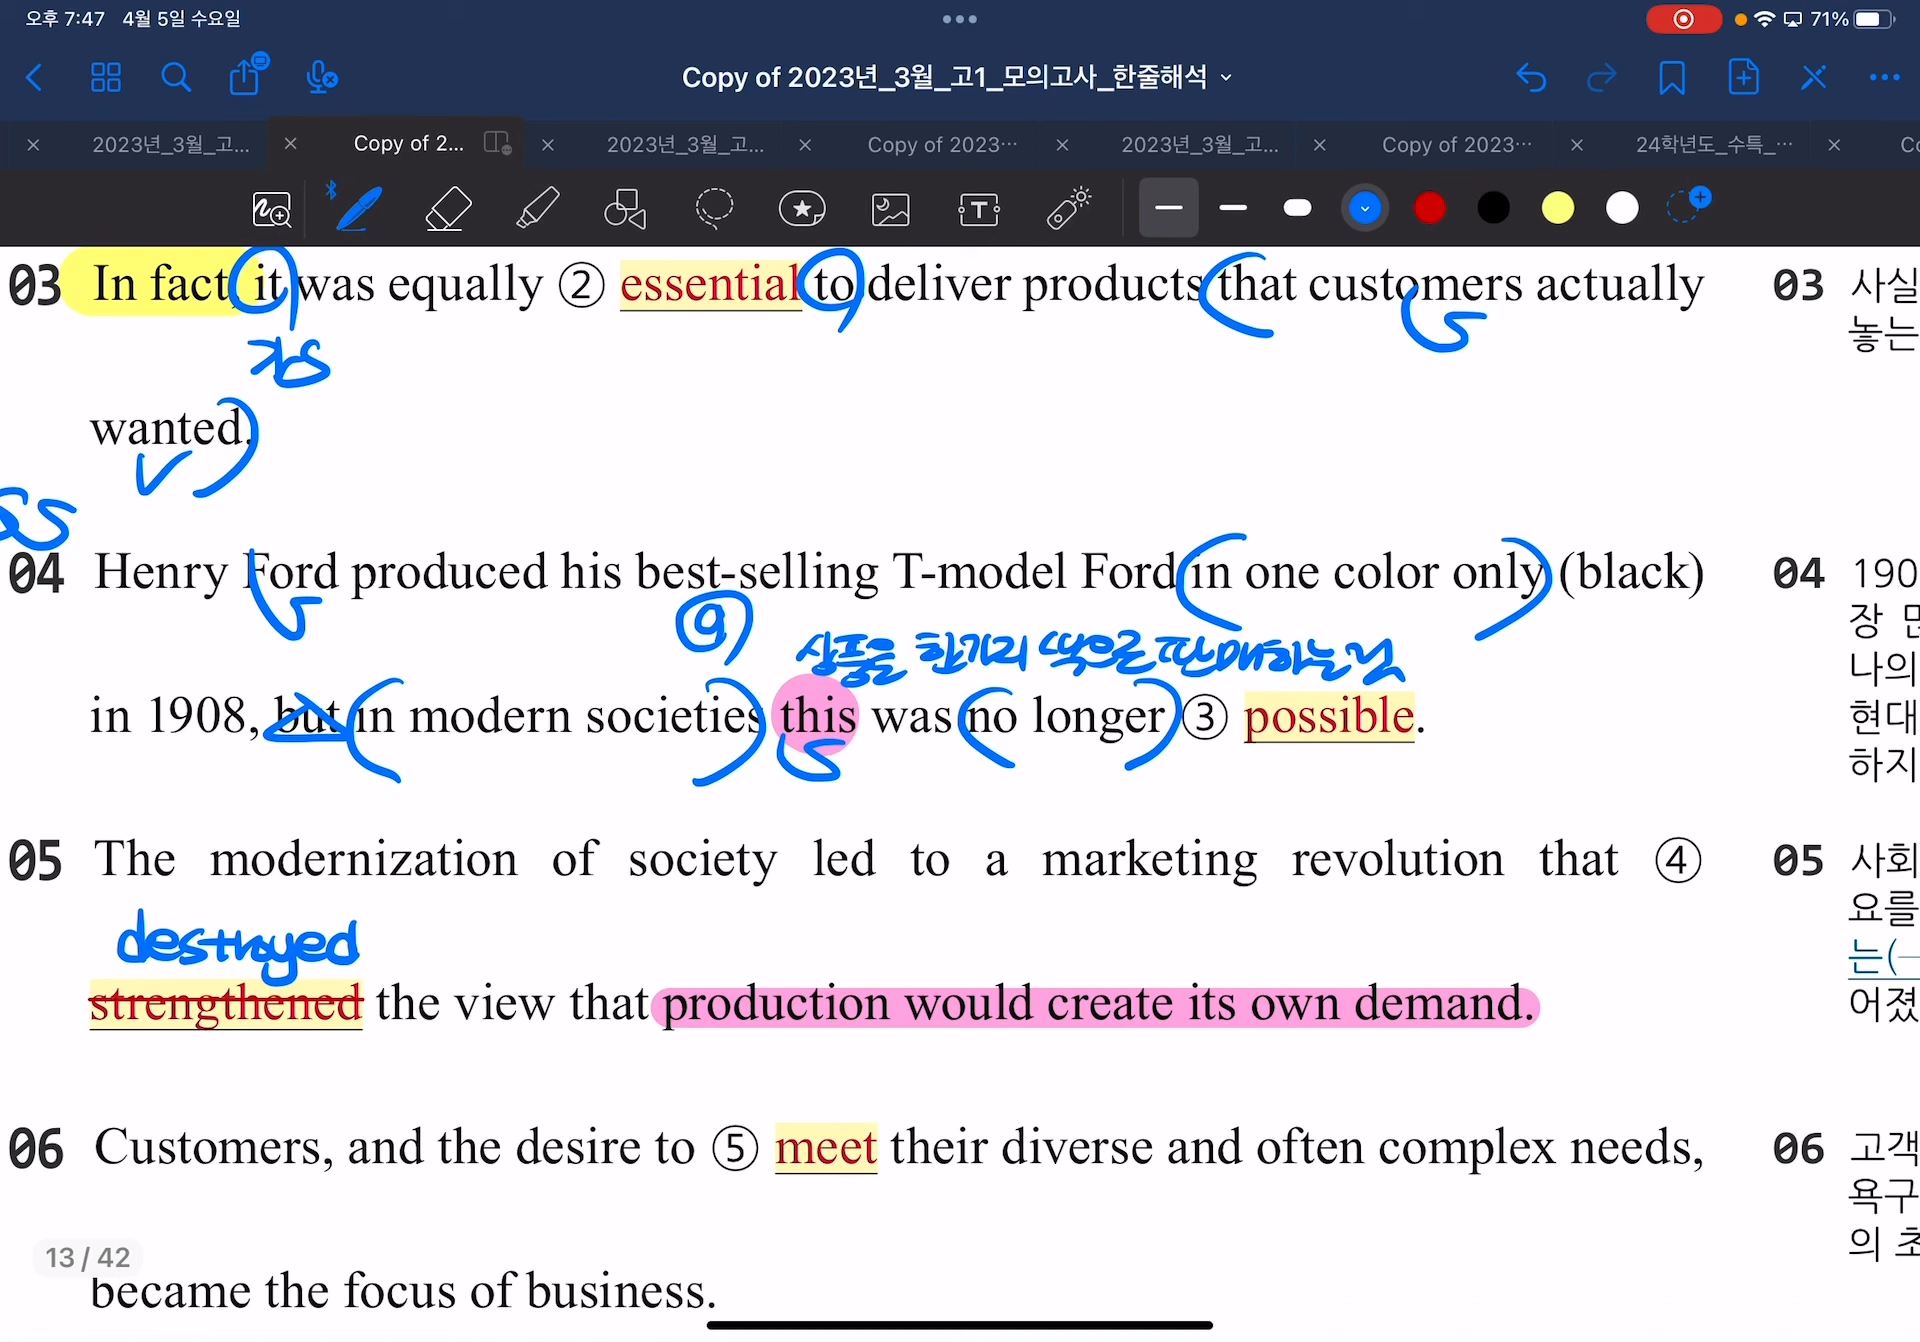 오후 7:47 4월 5일 수요일
71%
Copy of 2023년_3월_고1_모의고사_한줄해석
2023년_3월_고... Copy of 2... 2023년_3월_고... Copy of 2023... 2023년_3월_고... Copy of 2023... 24학년도_수특_...
03 In fact, it was equally ② essential to deliver products that customers actually
S
wanted.
V
04 Henry Ford produced his best-selling T-model Ford in one color only (black)
S
상품을 한가지 색으로 판매하는 것
in 1908, but in modern societies this was no longer ③ possible.
S
05 The modernization of society led to a marketing revolution that ④
destroyed
strengthened the view that production would create its own demand.
06 Customers, and the desire to ⑤ meet their diverse and often complex needs,
became the focus of business.
13 / 42
03 사실
놓는
04 190
나의
현대
하지
05 사회
요를
는(
어졌
06 고객
욕구
의 초